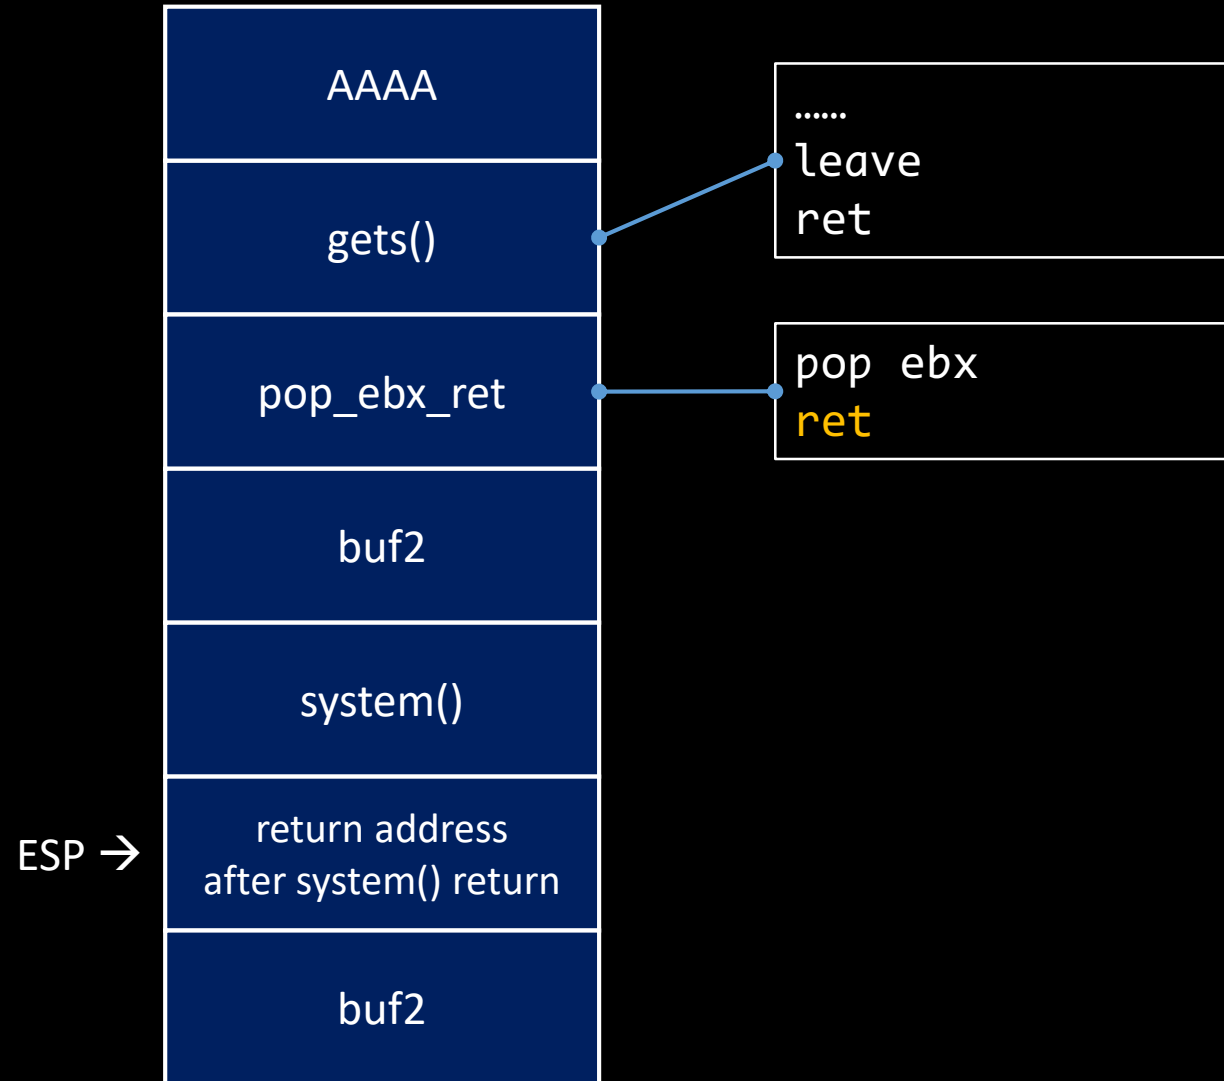 AAAA
gets()
pop_ebx_ret
buf2
system()
ESP →
return address
after system() return
buf2
……
leave
ret
pop ebx
ret